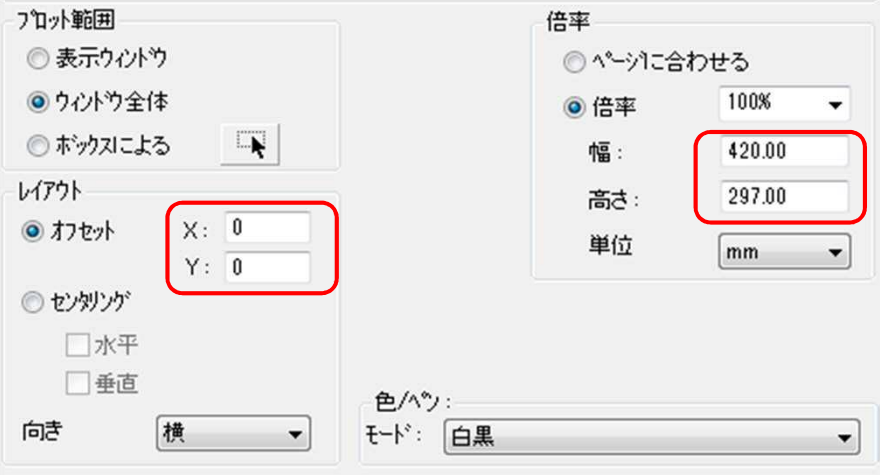 ﾌﾟﾛｯﾄ範囲
表示ｳｨﾝﾄﾞｳ
ｳｨﾝﾄﾞｳ全体
ﾎﾞｯｸｽによる
ﾚｲｱｳﾄ
ｵﾌｾｯﾄ
X: 0
Y: 0
ｾﾝﾀﾘﾝｸﾞ
水平
垂直
向き 横
倍率
ﾍﾟｰｼﾞに合わせる
倍率 100%
幅: 420.00
高さ: 297.00
単位 mm
色/ﾍﾟﾝ:
ﾓｰﾄﾞ: 白黒